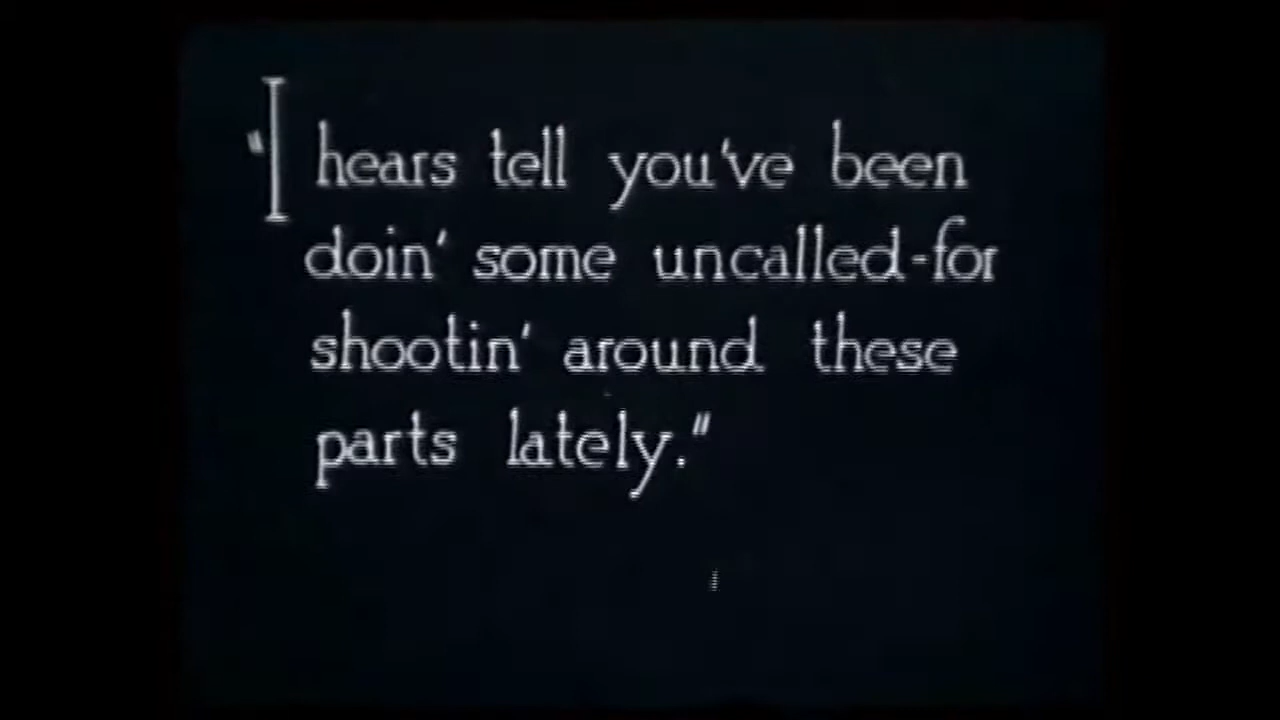 "I hears tell you've been
doin' some uncalled-for
shootin' around these
parts lately."